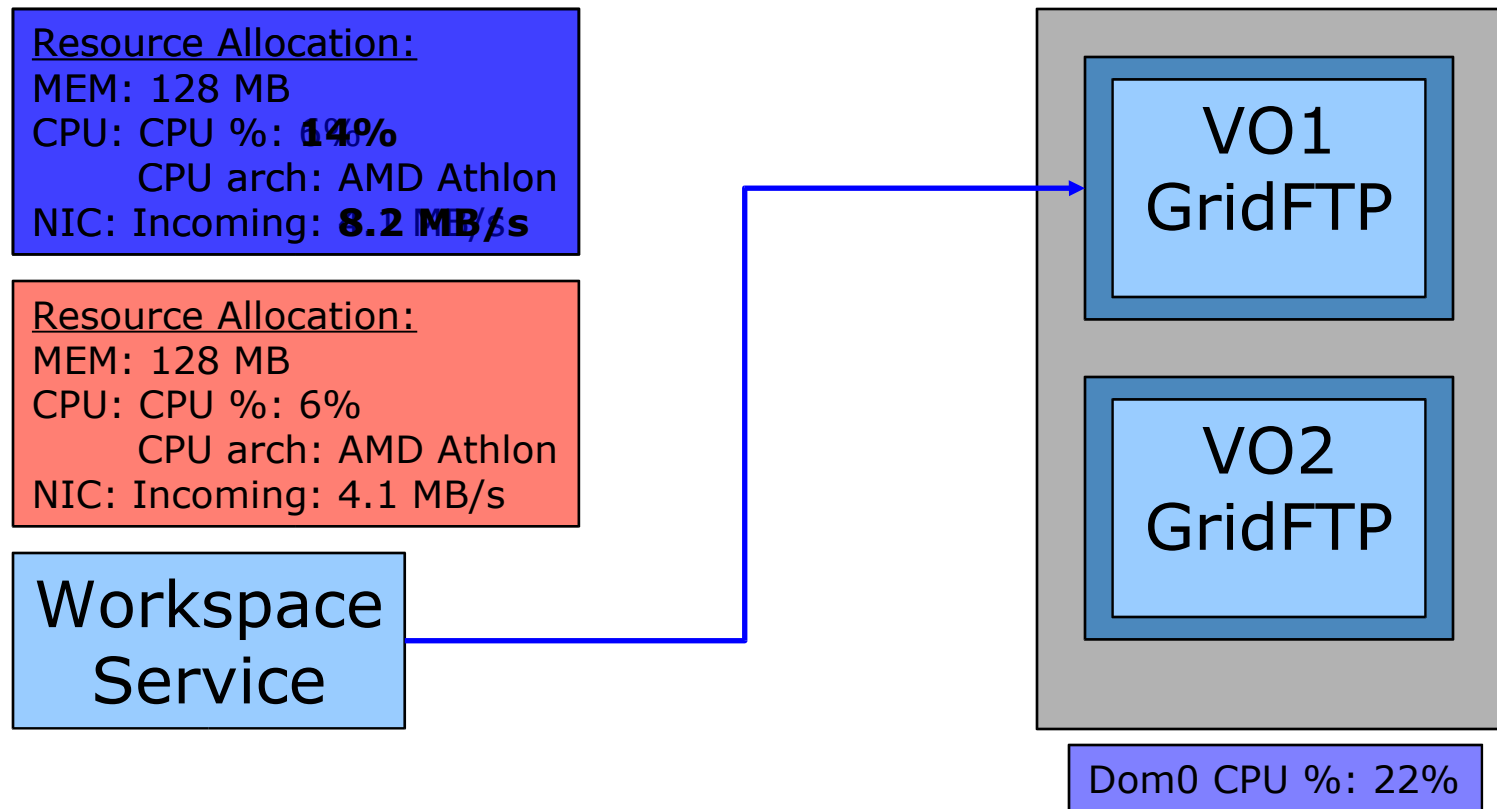 Resource Allocation:
MEM: 128 MB
CPU: CPU %: 14%
CPU arch: AMD Athlon
NIC: Incoming: 8.2 MB/s
Resource Allocation:
MEM: 128 MB
CPU: CPU %: 6%
CPU arch: AMD Athlon
NIC: Incoming: 4.1 MB/s
Workspace
Service
VO1
GridFTP
VO2
GridFTP
Dom0 CPU %: 22%